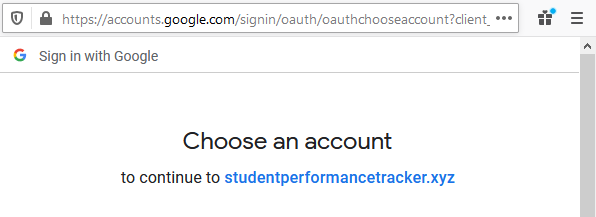 https://accounts.google.com/signin/oauth/oauthchooseaccount?client_
Sign in with Google
Choose an account
to continue to studentperformancetracker.xyz